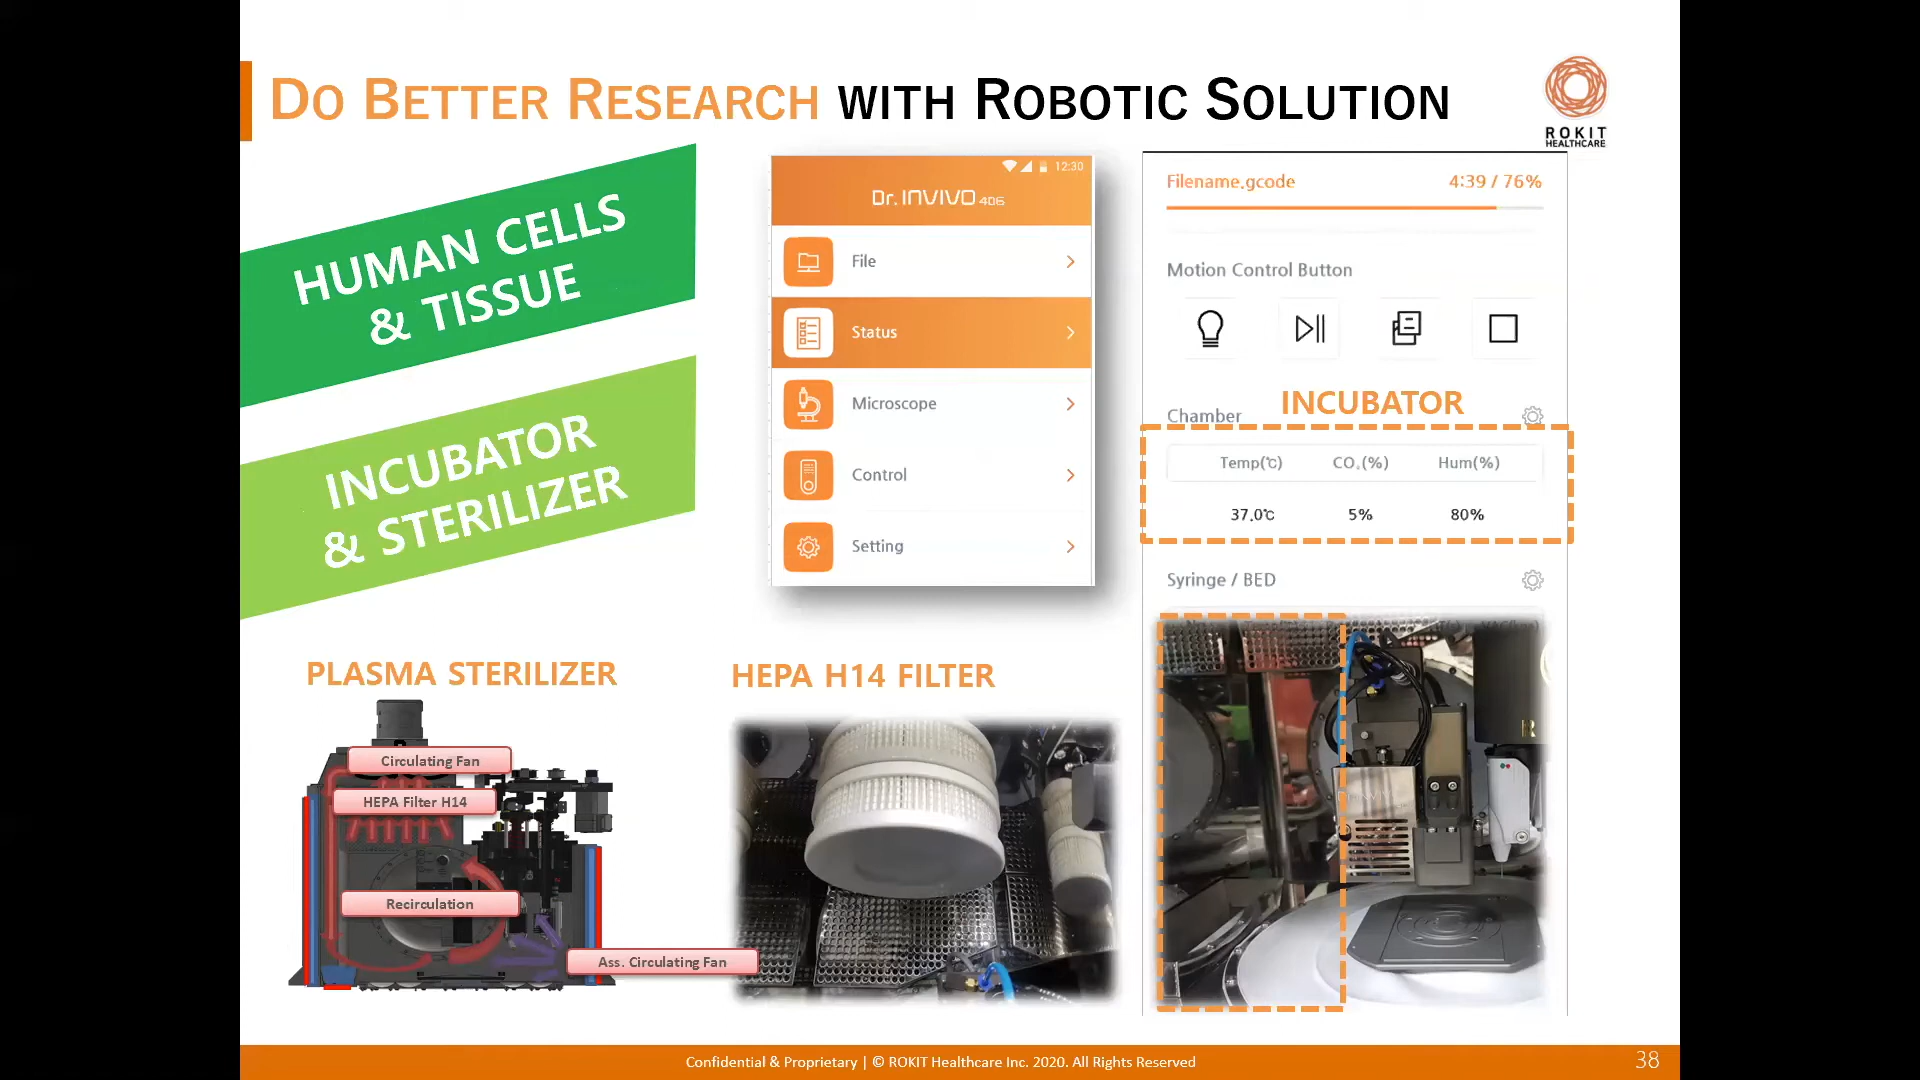 DO BETTER RESEARCH WITH ROBOTIC SOLUTION
ROKIT
HEALTHCARE
HUMAN CELLS
& TISSUE
INCUBATOR
& STERILIZER
12:30
Dr. INVIVO 406
File
Status
Microscope
Control
Setting
Filename.gcode 4:39 / 76%
Motion Control Button
INCUBATOR
Chamber
Temp(℃) CO₂(%) Hum(%)
37.0℃ 5% 80%
Syringe / BED
PLASMA STERILIZER
Circulating Fan
HEPA Filter H14
Recirculation
Ass. Circulating Fan
HEPA H14 FILTER
Confidential & Proprietary | © ROKIT Healthcare Inc. 2020. All Rights Reserved
38